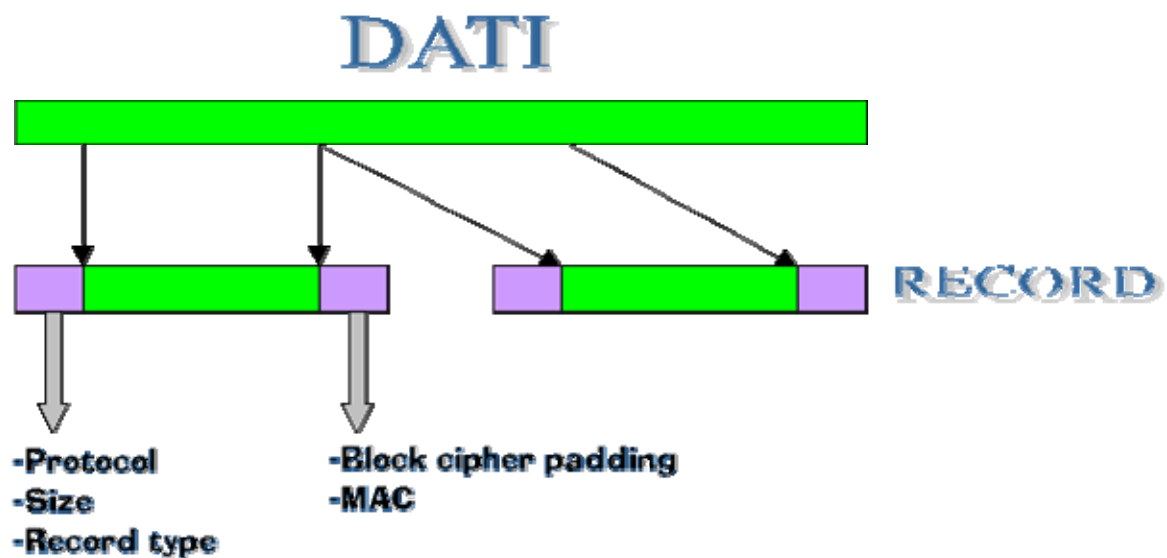 DATI
RECORD
-Protocol
-Size
-Record type
-Block cipher padding
-MAC